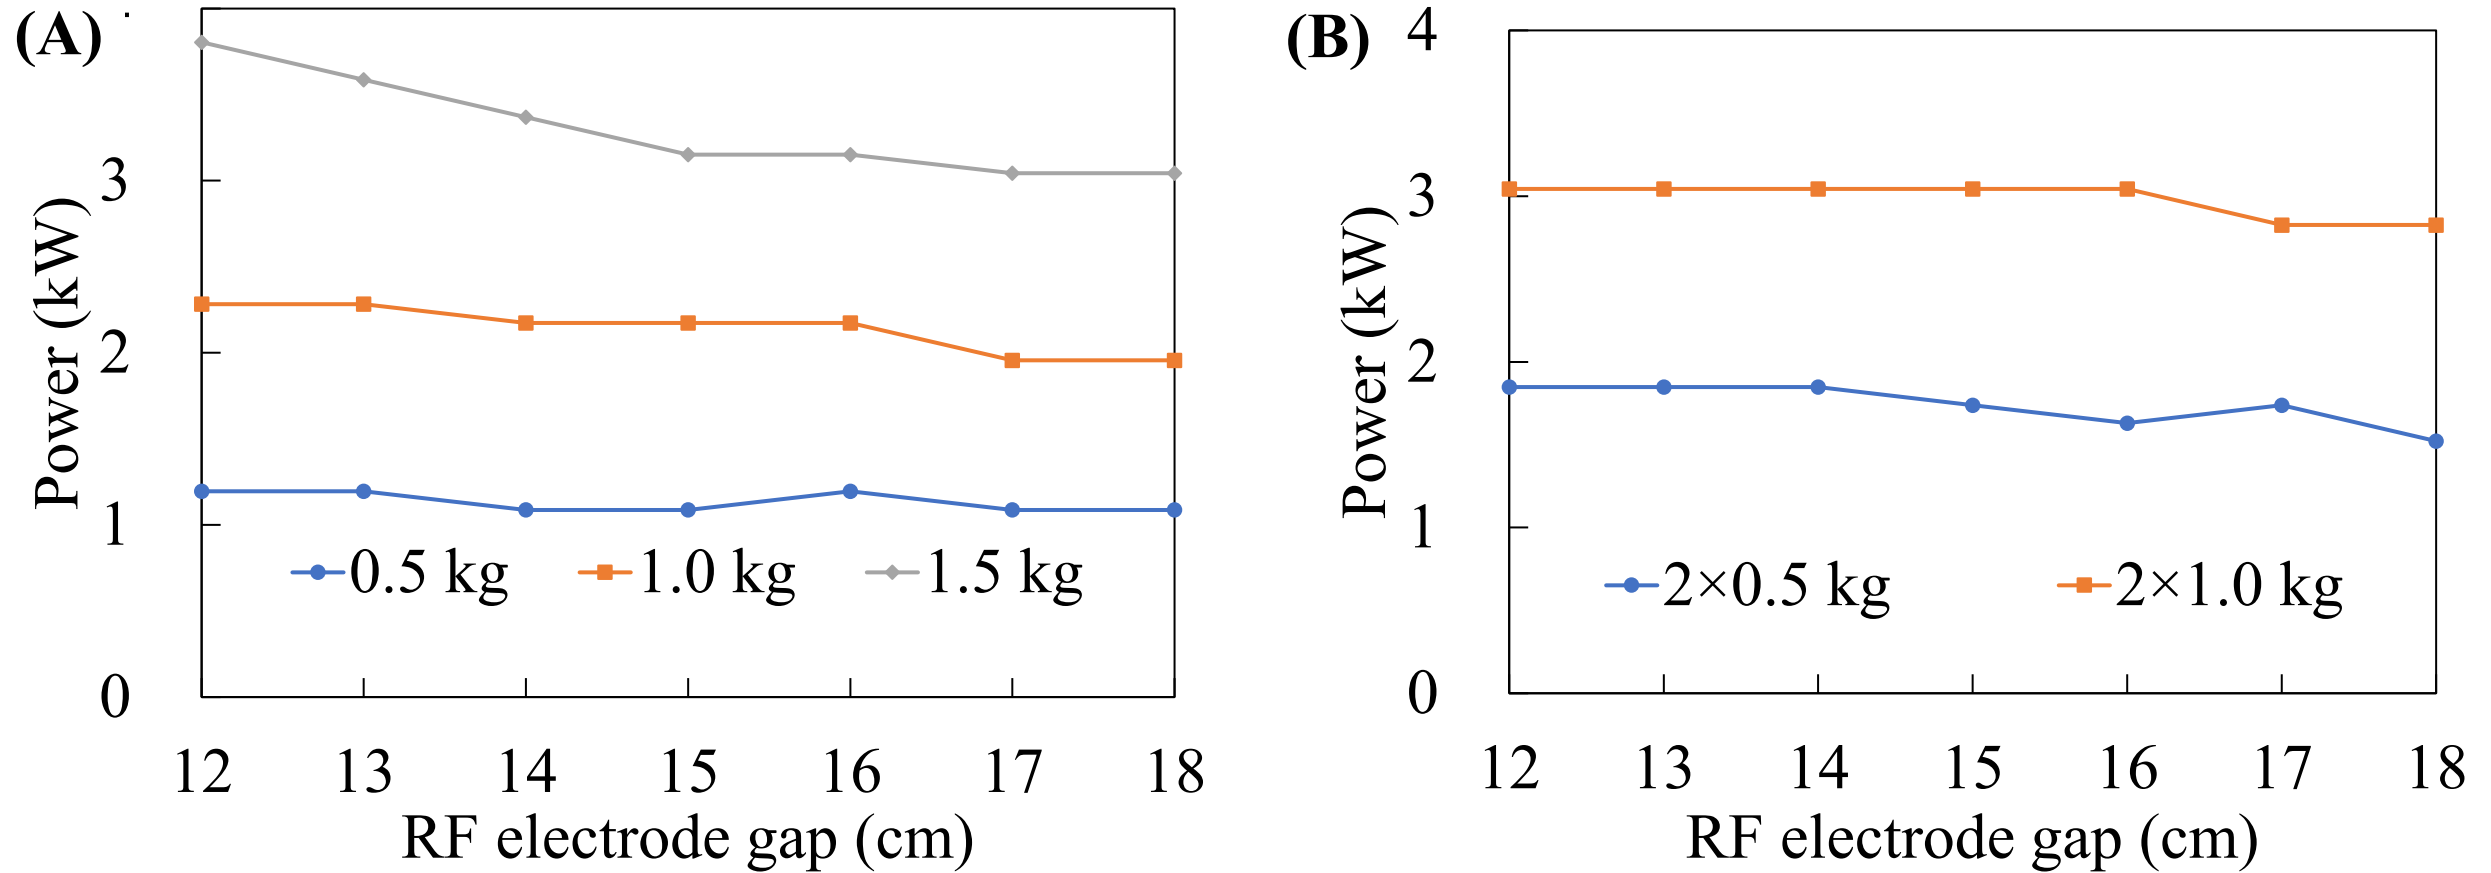 (A)
3
2
1
0
Power (kW)
0.5 kg 1.0 kg 1.5 kg
12 13 14 15 16 17 18
RF electrode gap (cm)
(B)
4
3
2
1
0
Power (kW)
2×0.5 kg 2×1.0 kg
12 13 14 15 16 17 18
RF electrode gap (cm)